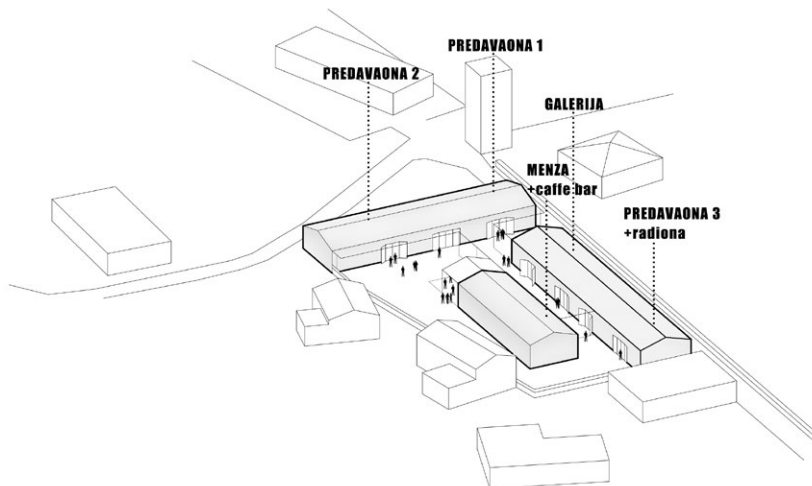 PREDAVAONA 1
PREDAVAONA 2
GALERIJA
MENZA
+caffe bar
PREDAVAONA 3
+radiona